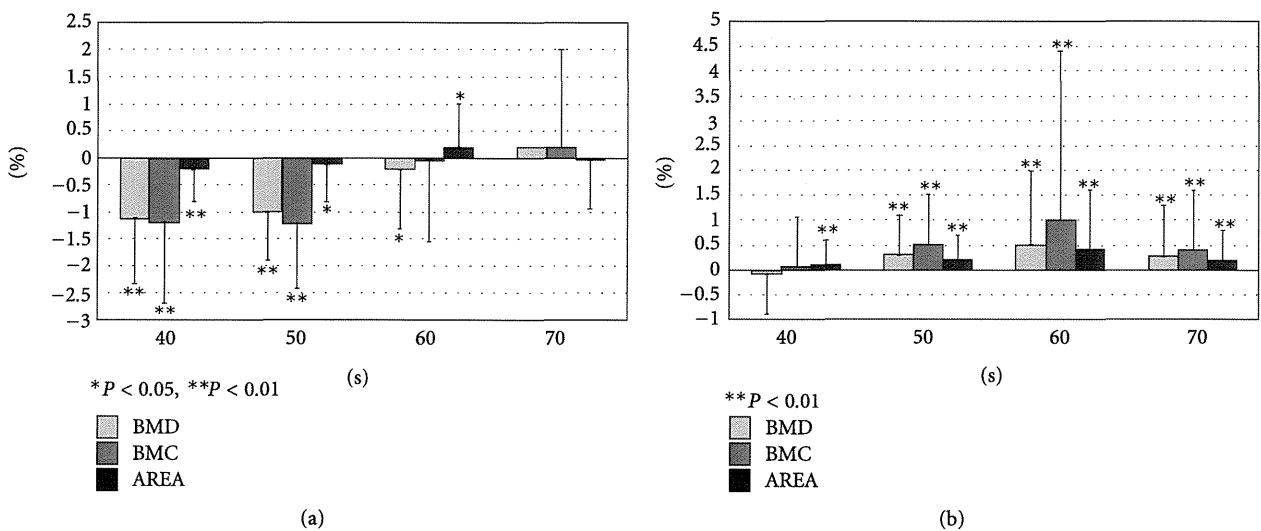 2.5
2
1.5
1
0.5
0
−0.5
−1
−1.5
−2
−2.5
−3
(%)
** ** ** ** ** * * *
40 50 60 70
(s)
*P < 0.05, **P < 0.01
BMD
BMC
AREA
(a)
5
4.5
4
3.5
3
2.5
2
1.5
1
0.5
0
−0.5
−1
(%)
** ** ** ** ** ** ** ** ** **
40 50 60 70
(s)
**P < 0.01
BMD
BMC
AREA
(b)